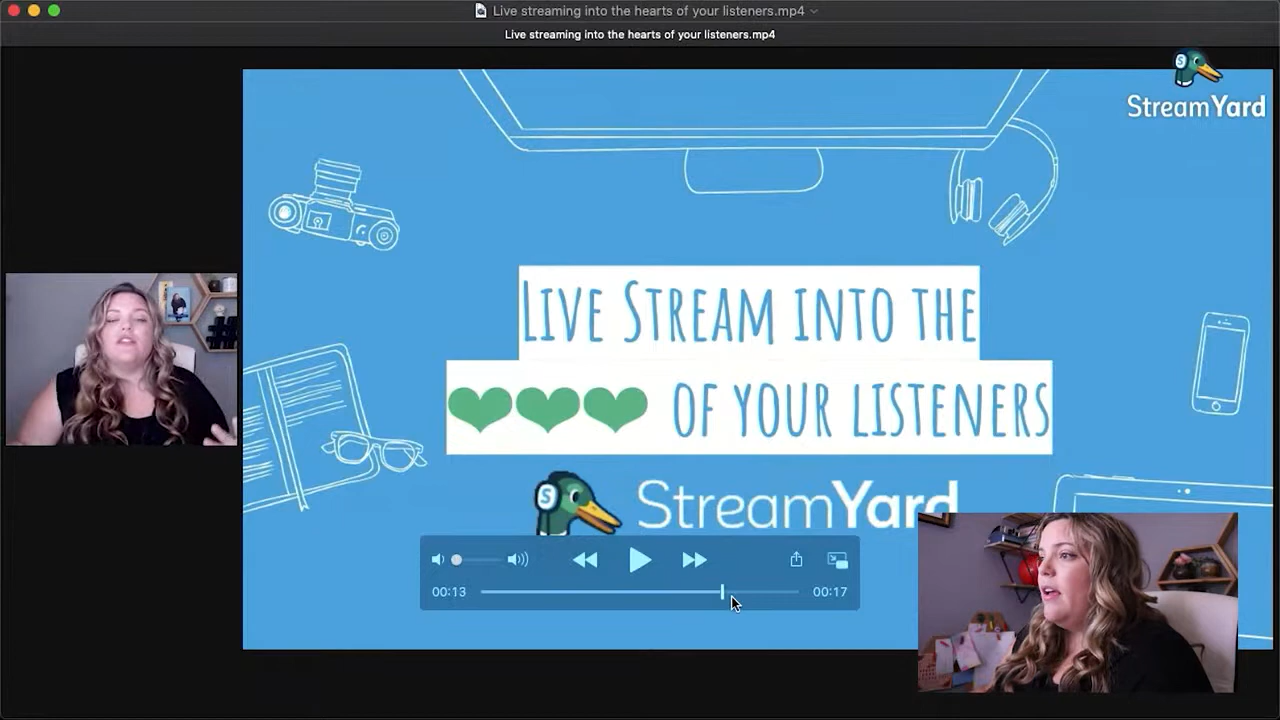 Live streaming into the hearts of your listeners.mp4
Live streaming into the hearts of your listeners.mp4
StreamYard
LIVE STREAM INTO THE
💚💚💚 OF YOUR LISTENERS
S StreamYard
00:13
00:17